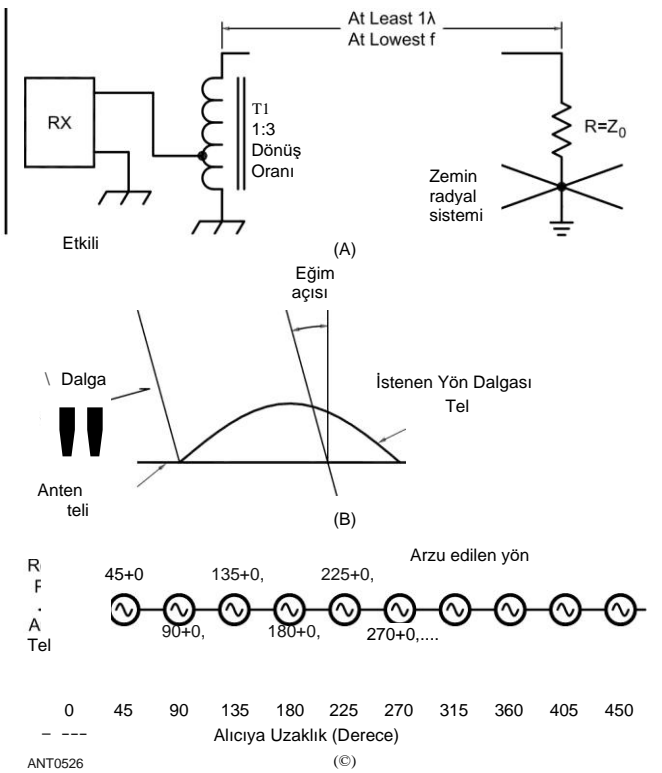 At Least 1λ
At Lowest f
RX
T1
1:3
Dönüş
Oranı
R=Z0
Zemin
radyal
sistemi
Etkili
(A)
Eğim
açısı
\ Dalga
İstenen Yön Dalgası
Tel
Anten
teli
(B)
Arzu edilen yön
45+0
135+0,
225+0,
A
Tel
90+0,
180+0,
270+0,....
0 45 90 135 180 225 270 315 360 405 450
Alıcıya Uzaklık (Derece)
ANT0526
(©)